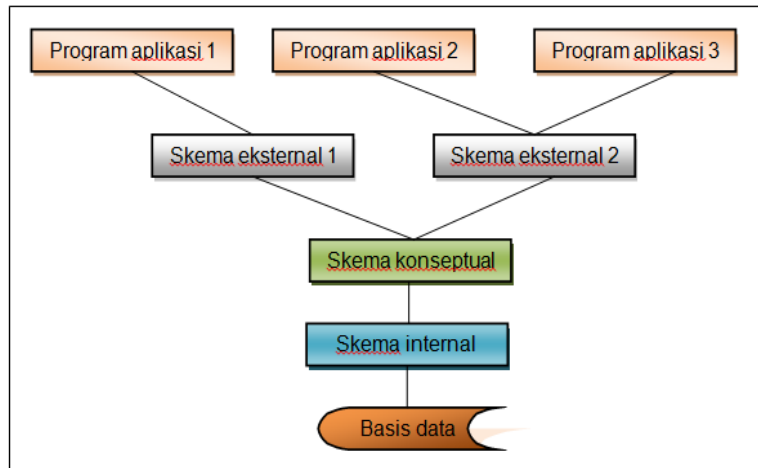 Program aplikasi 1
Program aplikasi 2
Program aplikasi 3
Skema eksternal 1
Skema eksternal 2
Skema konseptual
Skema internal
Basis data